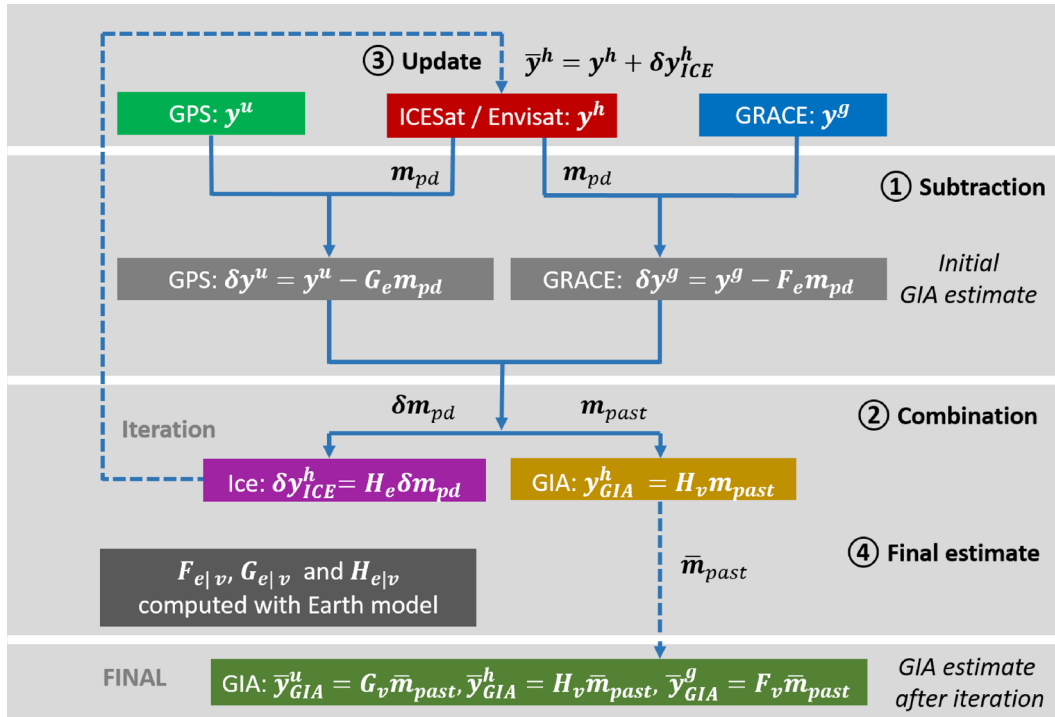 ③ Update
ȳ^h = y^h + δy^h_ICE
GPS: y^u
ICESat / Envisat: y^h
GRACE: y^g
m_pd
m_pd
① Subtraction
GPS: δy^u = y^u − G_e m_pd
GRACE: δy^g = y^g − F_e m_pd
Initial
GIA estimate
δm_pd
m_past
② Combination
Iteration
Ice: δy^h_ICE= H_e δm_pd
GIA: y^h_GIA = H_v m_past
④ Final estimate
m̄_past
F_e|v, G_e|v and H_e|v
computed with Earth model
FINAL
GIA: ȳ^u_GIA = G_v m̄_past, ȳ^h_GIA = H_v m̄_past, ȳ^g_GIA = F_v m̄_past
GIA estimate
after iteration